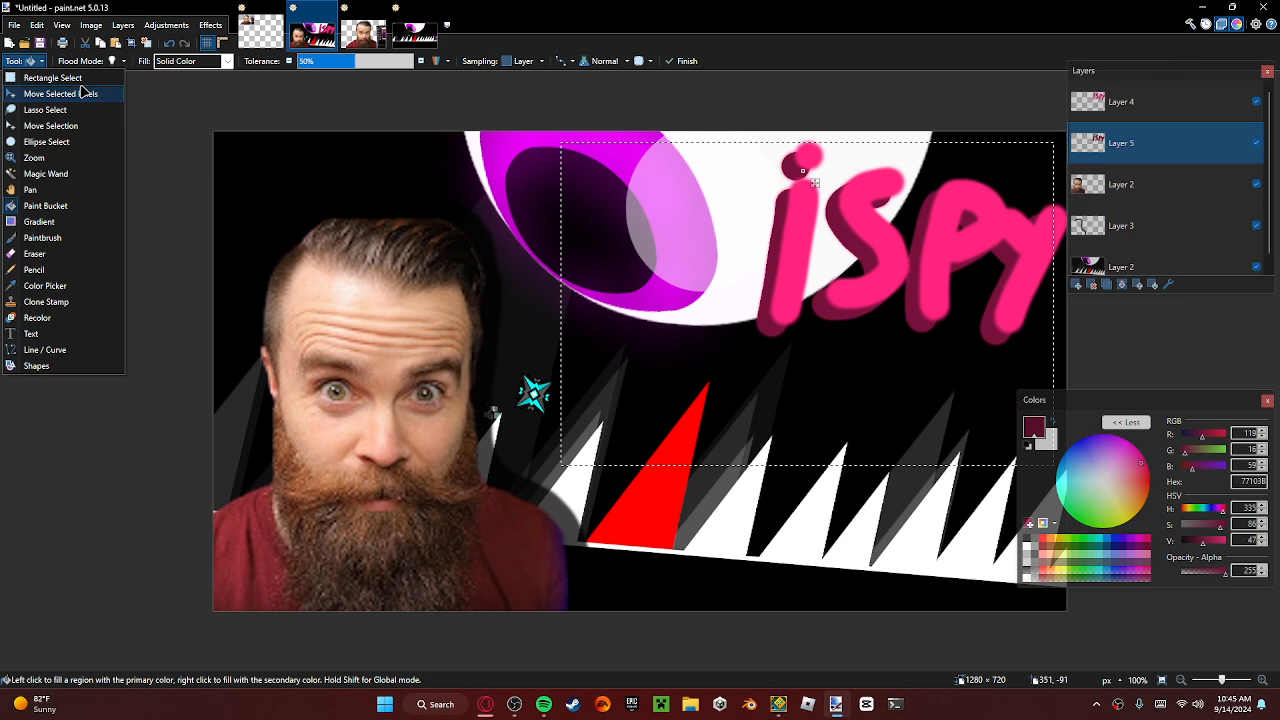 *Untitled - paint.net 5.0.13
File Edit View Image Layers Adjustments Effects
Tool: Flood Mode: Fill: Solid Color Tolerance: 50% Sampling: Layer Normal Finish
Rectangle Select
Move Selected Pixels
Lasso Select
Move Selection
Ellipse Select
Zoom
Magic Wand
Pan
Paint Bucket
Gradient
Paintbrush
Eraser
Pencil
Color Picker
Clone Stamp
Recolor
Text
Line / Curve
Shapes
ispy
Layers
Layer 4
Layer 5
Layer 2
Layer 3
Layer 2
Colors
<< Less
RGB
R: 119
G: 16
B: 59
Hex: 77103B
HSV
H: 335
S: 86
V: 47
Opacity - Alpha
255
Left click to fill a region with the primary color, right click to fill with the secondary color. Hold Shift for Global mode.
1280 × 720
351, -91
px 100%
82°F
Sunny
Search
10:45 AM
9/14/2024